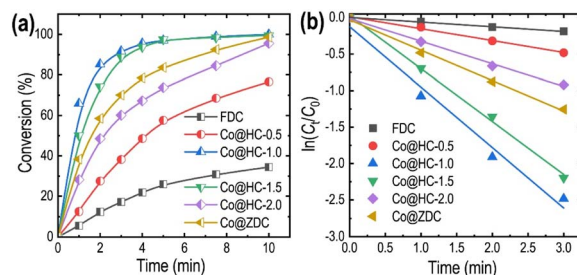 (a)
100
80
60
40
20
0
Conversion (%)
FDC
Co@HC-0.5
Co@HC-1.0
Co@HC-1.5
Co@HC-2.0
Co@ZDC
0 2 4 6 8 10
Time (min)
(b)
0.0
-0.5
-1.0
-1.5
-2.0
-2.5
-3.0
ln(Ct/C0)
FDC
Co@HC-0.5
Co@HC-1.0
Co@HC-1.5
Co@HC-2.0
Co@ZDC
0.0 0.5 1.0 1.5 2.0 2.5 3.0
Time (min)